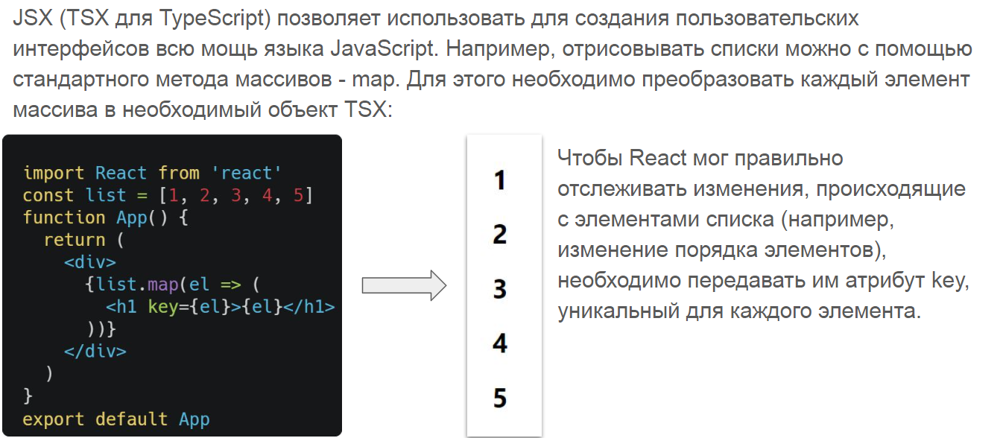 JSX (TSX для TypeScript) позволяет использовать для создания пользовательских
интерфейсов всю мощь языка JavaScript. Например, отрисовывать списки можно с помощью
стандартного метода массивов - map. Для этого необходимо преобразовать каждый элемент
массива в необходимый объект TSX:
import React from 'react'
const list = [1, 2, 3, 4, 5]
function App() {
  return (
    <div>
      {list.map(el => (
        <h1 key={el}>{el}</h1>
      ))}
    </div>
  )
}
export default App
1
2
3
4
5
Чтобы React мог правильно
отслеживать изменения, происходящие
с элементами списка (например,
изменение порядка элементов),
необходимо передавать им атрибут key,
уникальный для каждого элемента.